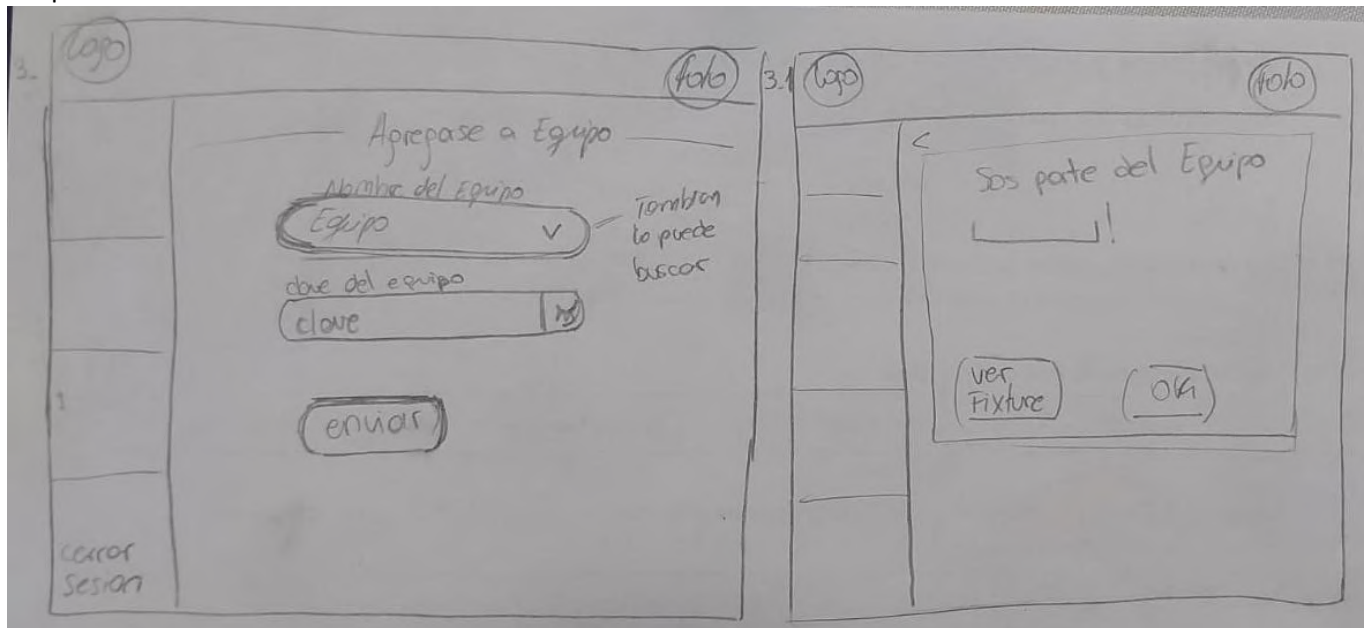 3-
logo
foto
Agregase a Equipo
Nombre del Equipo
Equipo
También
lo puede
buscar
clave del equipo
clave
enviar
cerrar
sesion
3.1
logo
foto
<
Sos parte del Equipo
!
ver
Fixture
OK